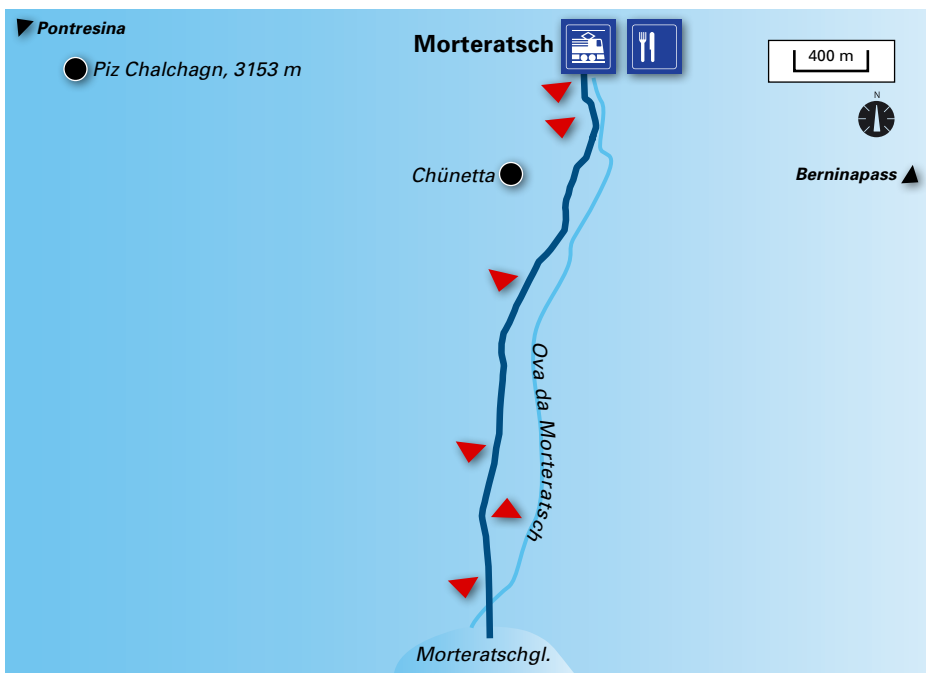 Pontresina
Morteratsch
Piz Chalchagn, 3153 m
400 m
N
Chünetta
Berninapass
Ova da Morteratsch
Morteratschgl.